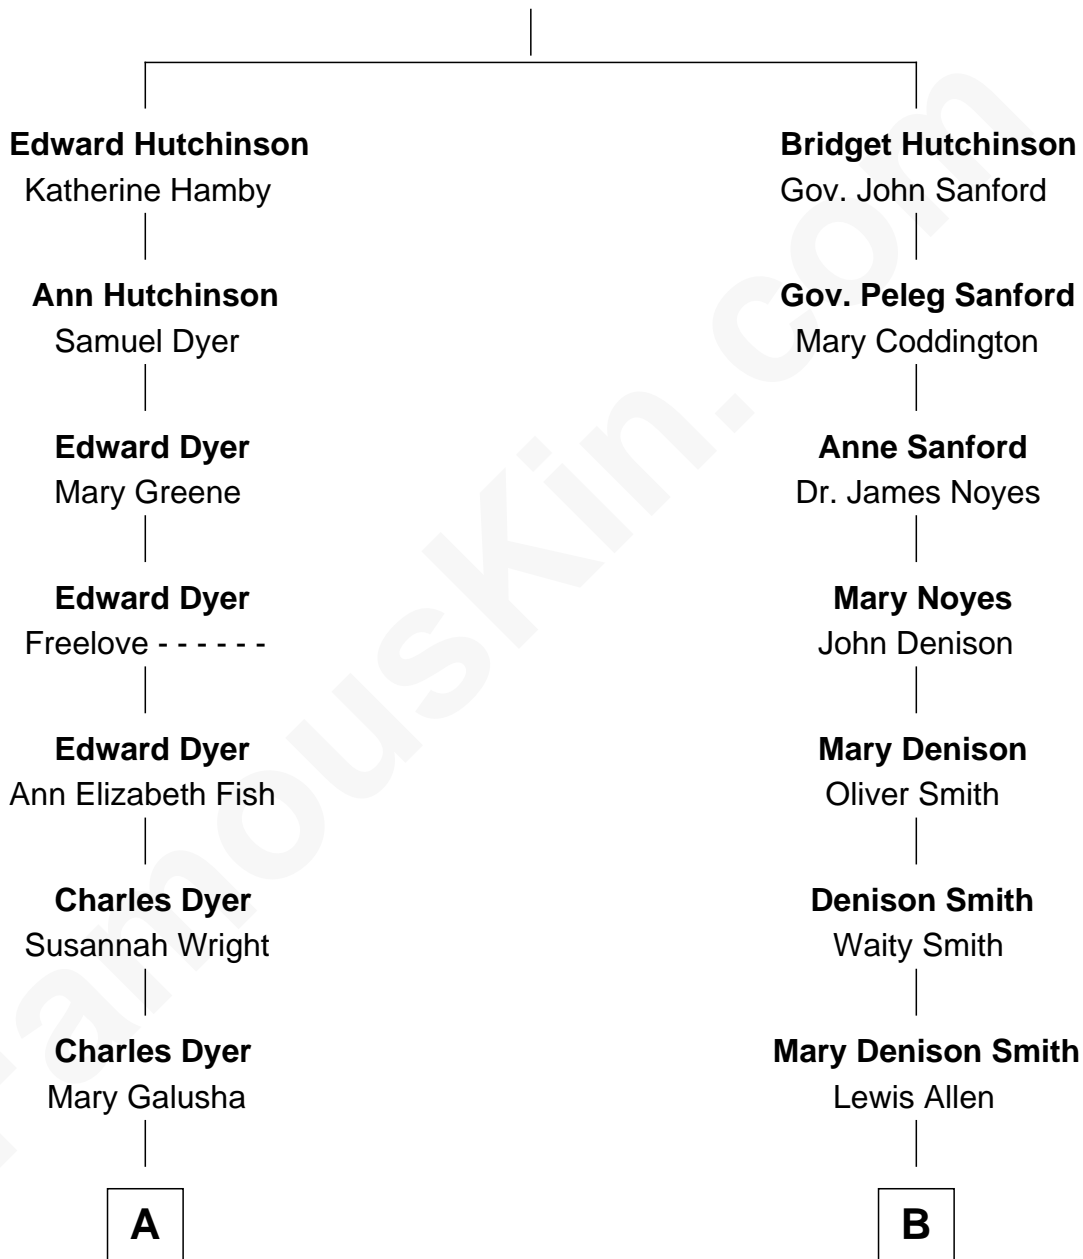 Edward Hutchinson
Katherine Hamby
Ann Hutchinson
Samuel Dyer
Edward Dyer
Mary Greene
Edward Dyer
Freelove - - - - - -
Edward Dyer
Ann Elizabeth Fish
Charles Dyer
Susannah Wright
Charles Dyer
Mary Galusha
A
Bridget Hutchinson
Gov. John Sanford
Gov. Peleg Sanford
Mary Coddington
Anne Sanford
Dr. James Noyes
Mary Noyes
John Denison
Mary Denison
Oliver Smith
Denison Smith
Waity Smith
Mary Denison Smith
Lewis Allen
B
FamousKin.com